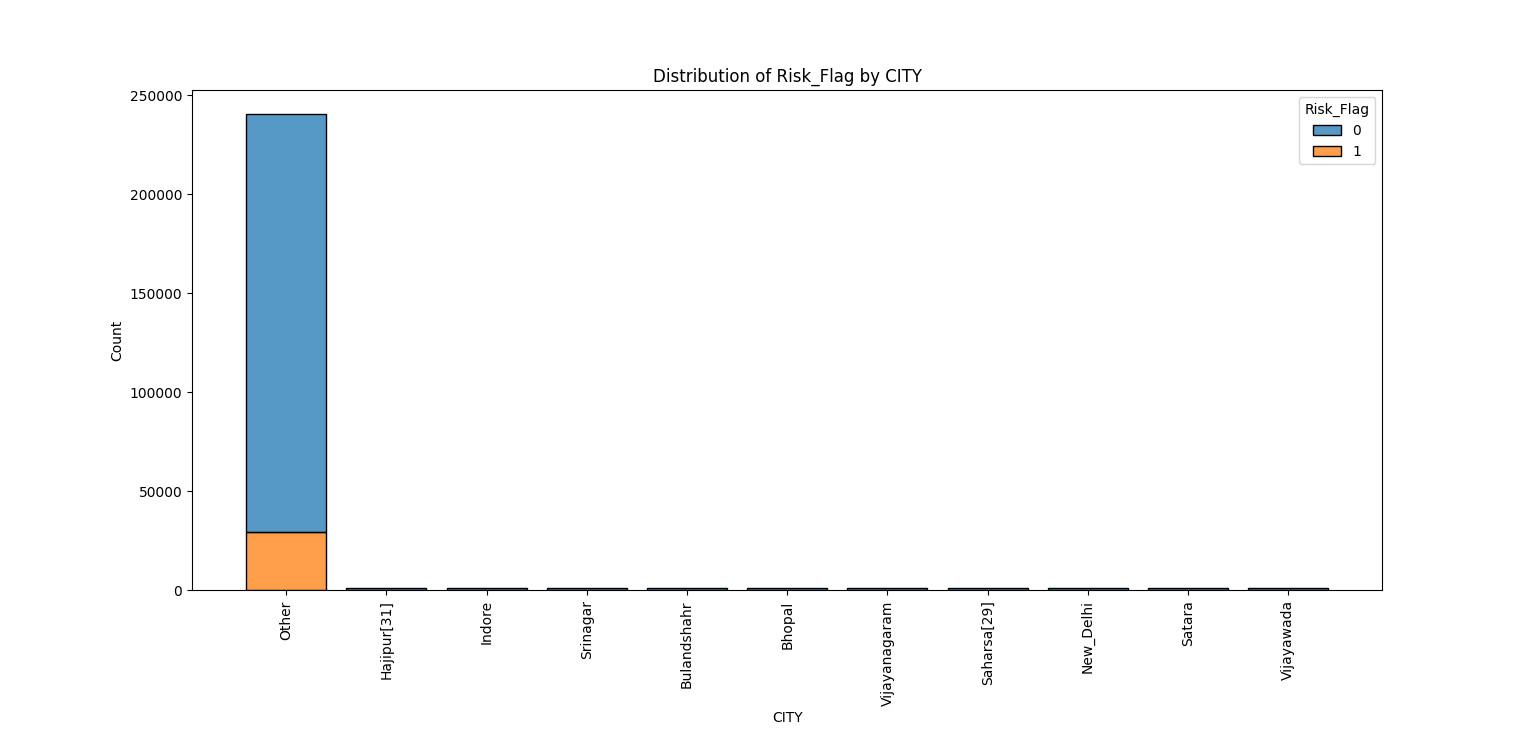 Distribution of Risk_Flag by CITY
Risk_Flag
0
1
250000
200000
150000
100000
50000
0
Count
Other
Hajipur[31]
Indore
Srinagar
Bulandshahr
Bhopal
Vijayanagaram
Saharsa[29]
New_Delhi
Satara
Vijayawada
CITY